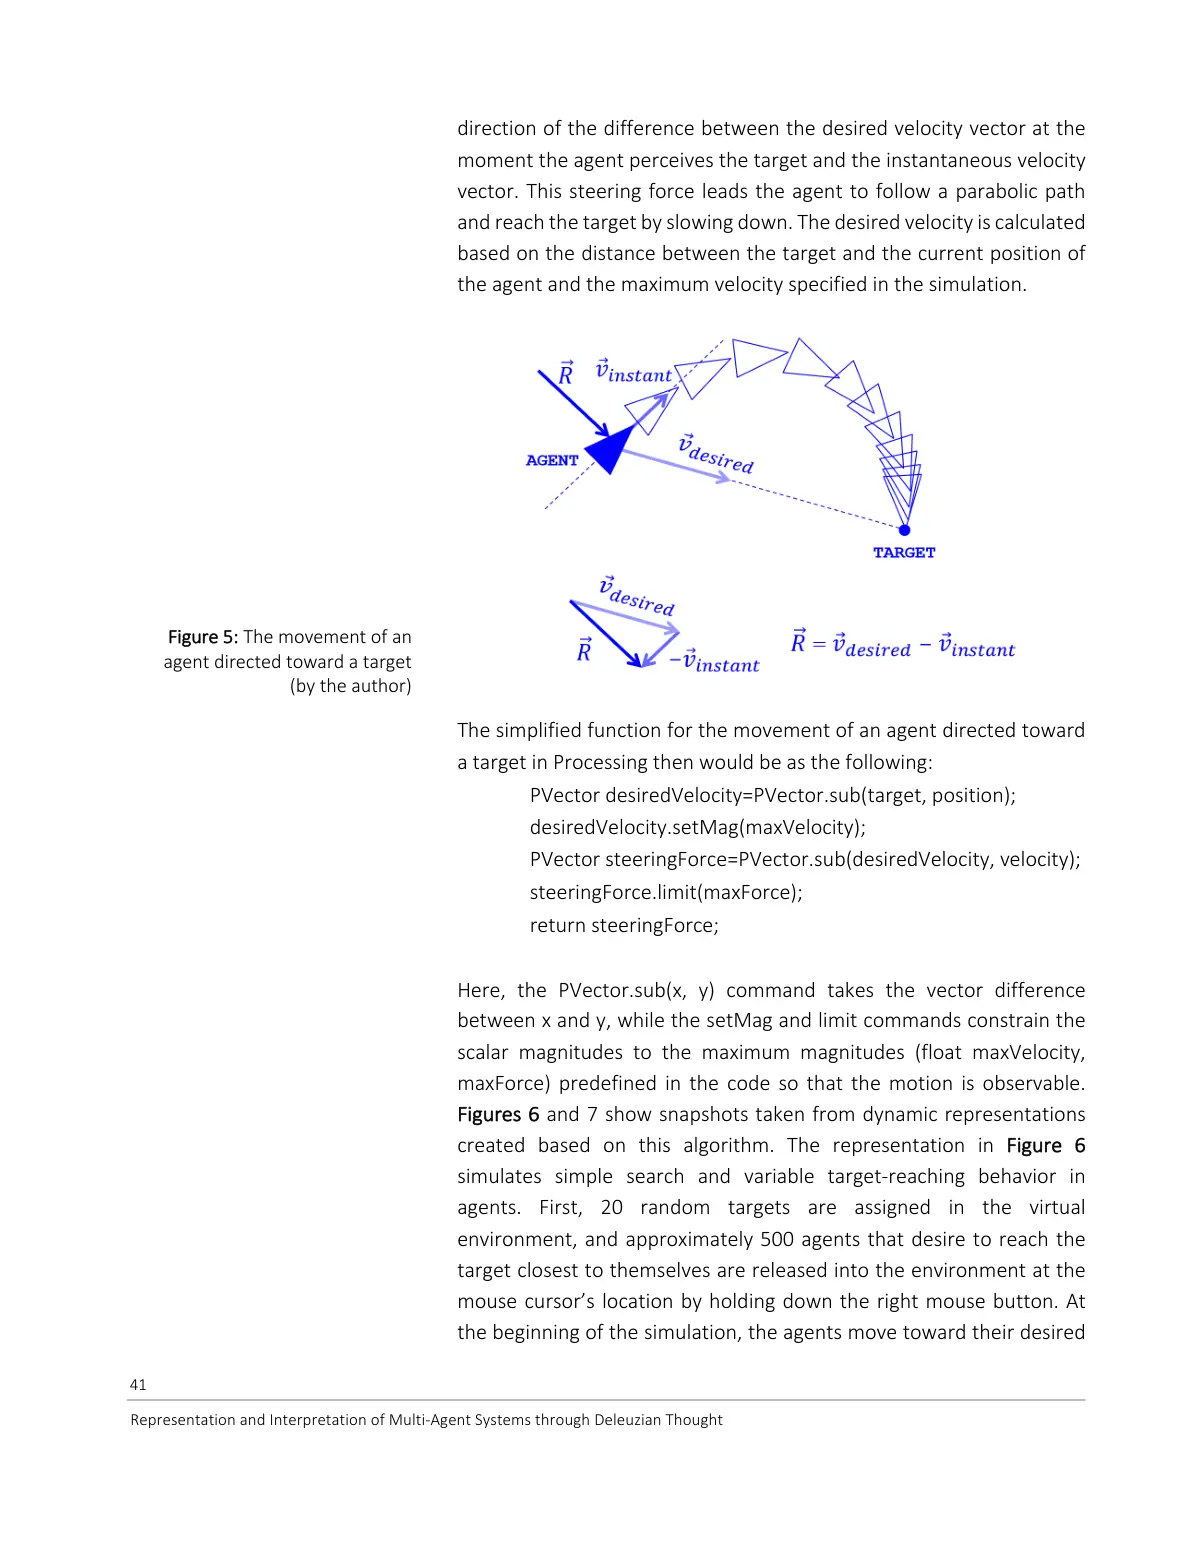 direction of the difference between the desired velocity vector at the
moment the agent perceives the target and the instantaneous velocity
vector. This steering force leads the agent to follow a parabolic path
and reach the target by slowing down. The desired velocity is calculated
based on the distance between the target and the current position of
the agent and the maximum velocity specified in the simulation.
R⃗ v⃗instant
v⃗desired
AGENT
TARGET
v⃗desired
R⃗
−v⃗instant
R⃗ = v⃗desired − v⃗instant
Figure 5: The movement of an
agent directed toward a target
(by the author)
The simplified function for the movement of an agent directed toward
a target in Processing then would be as the following:
PVector desiredVelocity=PVector.sub(target, position);
desiredVelocity.setMag(maxVelocity);
PVector steeringForce=PVector.sub(desiredVelocity, velocity);
steeringForce.limit(maxForce);
return steeringForce;
Here, the PVector.sub(x, y) command takes the vector difference
between x and y, while the setMag and limit commands constrain the
scalar magnitudes to the maximum magnitudes (float maxVelocity,
maxForce) predefined in the code so that the motion is observable.
Figures 6 and 7 show snapshots taken from dynamic representations
created based on this algorithm. The representation in Figure 6
simulates simple search and variable target-reaching behavior in
agents. First, 20 random targets are assigned in the virtual
environment, and approximately 500 agents that desire to reach the
target closest to themselves are released into the environment at the
mouse cursor’s location by holding down the right mouse button. At
the beginning of the simulation, the agents move toward their desired
41
Representation and Interpretation of Multi-Agent Systems through Deleuzian Thought